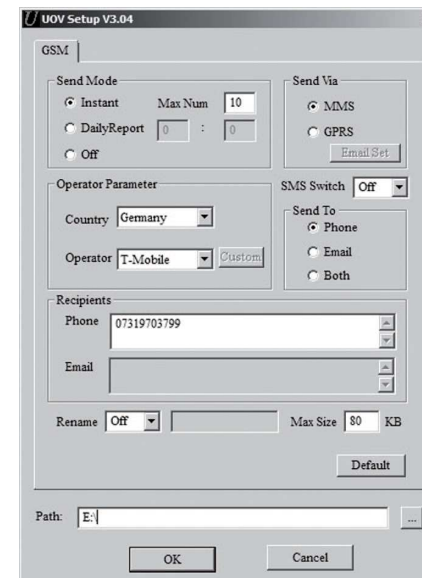 UOV Setup V3.04
GSM
Send Mode
Instant Max Num 10
DailyReport 0 : 0
Off
Send Via
MMS
GPRS
Email Set
Operator Parameter
Country Germany
Operator T-Mobile Custom
SMS Switch Off
Send To
Phone
Email
Both
Recipients
Phone 07319703799
Email
Rename Off Max Size 80 KB
Default
Path: E:\ ...
OK Cancel